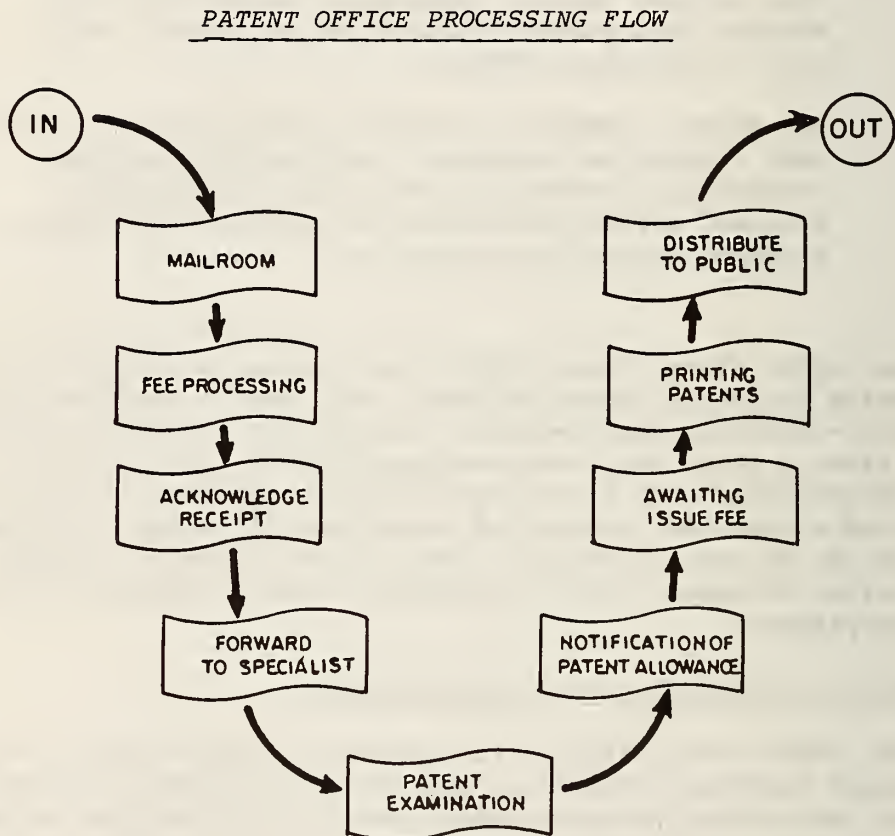 PATENT OFFICE PROCESSING FLOW
IN
MAILROOM
FEE PROCESSING
ACKNOWLEDGE
RECEIPT
FORWARD
TO SPECIALIST
PATENT
EXAMINATION
NOTIFICATION OF
PATENT ALLOWANCE
AWAITING
ISSUE FEE
PRINTING
PATENTS
DISTRIBUTE
TO PUBLIC
OUT